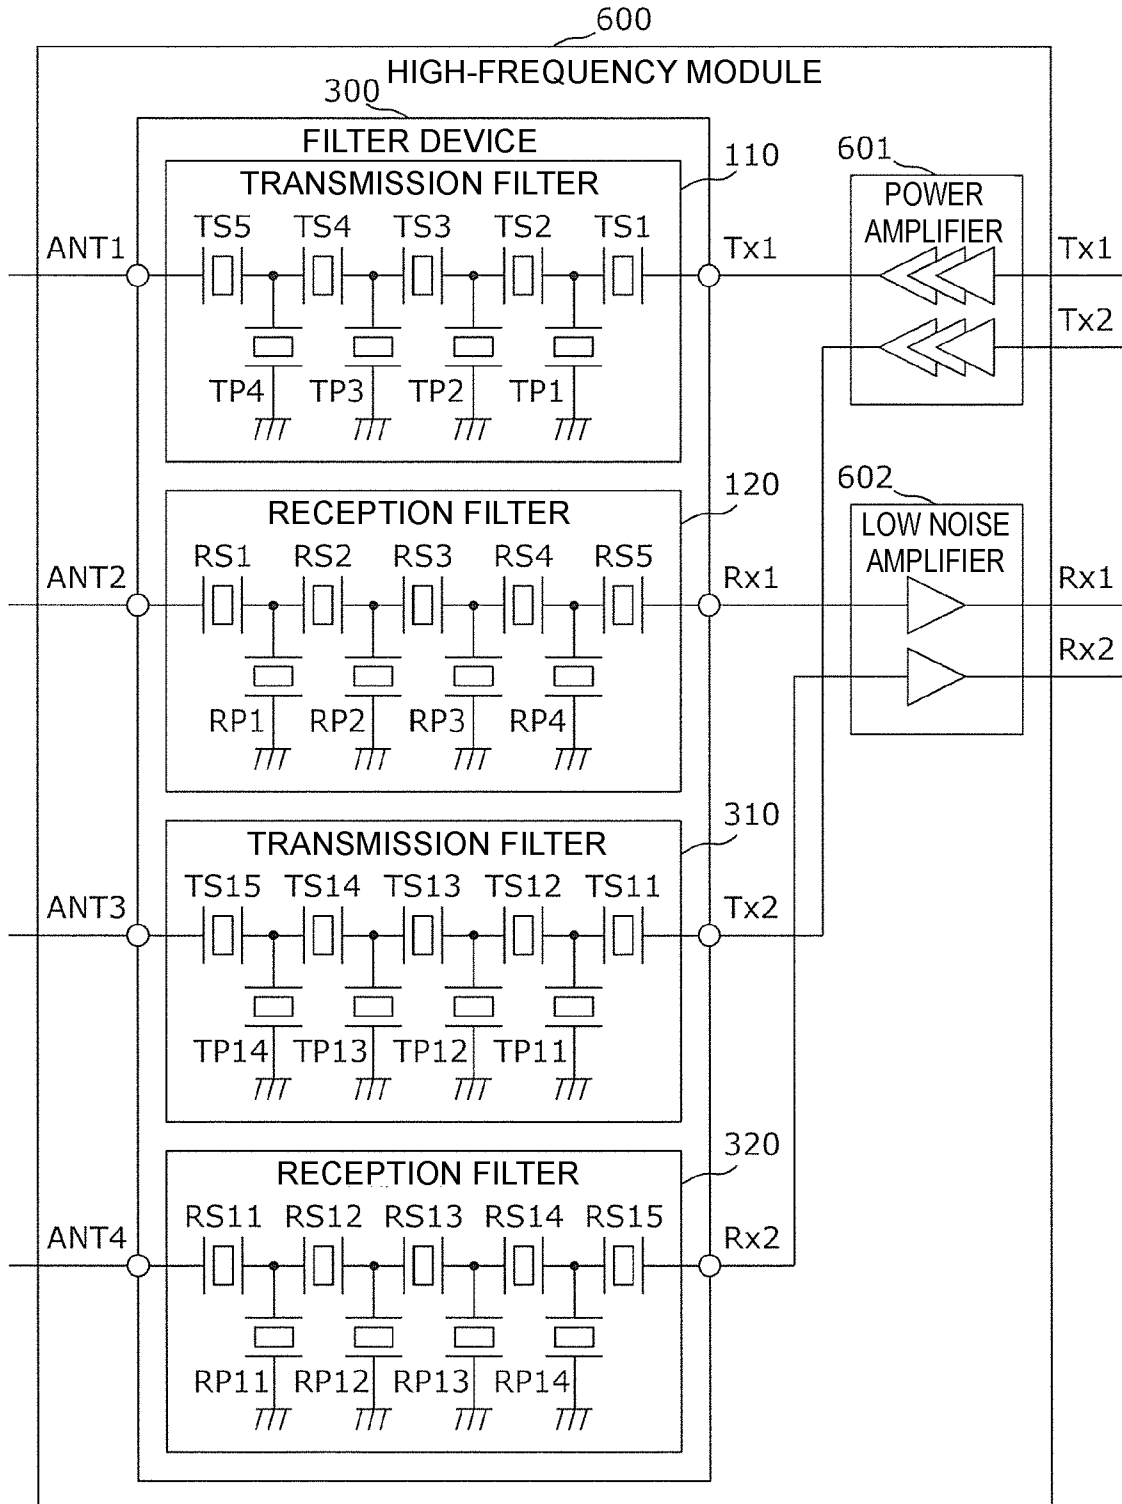 600
HIGH-FREQUENCY MODULE
300
FILTER DEVICE
TRANSMISSION FILTER
110
601
POWER
AMPLIFIER
TS5 TS4 TS3 TS2 TS1
ANT1
Tx1
Tx1
Tx2
TP4 TP3 TP2 TP1
120
602
RECEPTION FILTER
LOW NOISE
AMPLIFIER
RS1 RS2 RS3 RS4 RS5
ANT2
Rx1
Rx1
Rx2
RP1 RP2 RP3 RP4
310
TRANSMISSION FILTER
TS15 TS14 TS13 TS12 TS11
ANT3
Tx2
TP14 TP13 TP12 TP11
320
RECEPTION FILTER
RS11 RS12 RS13 RS14 RS15
ANT4
Rx2
RP11 RP12 RP13 RP14